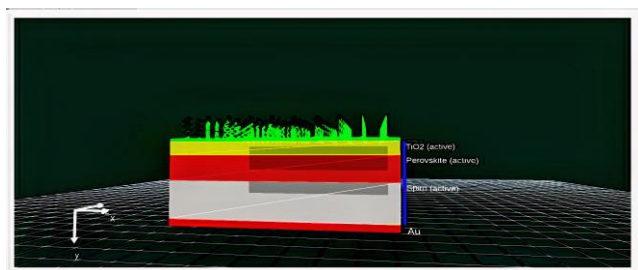 TiO2 (active)
Perovskite (active)
Spiro (active)
Au
x
y